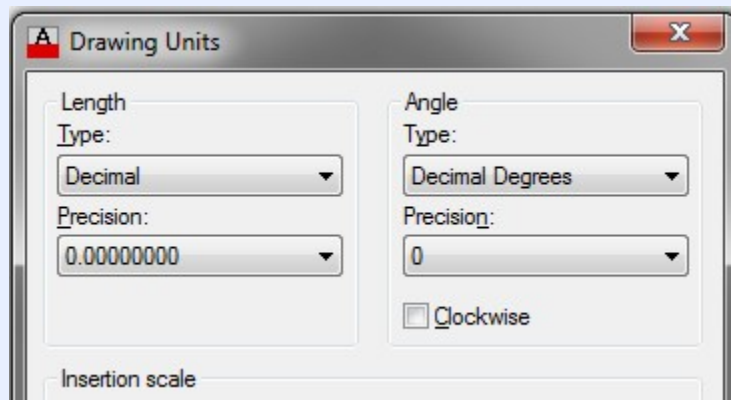 Drawing Units
Length
Type:
Decimal
Precision:
0.00000000
Angle
Type:
Decimal Degrees
Precision:
0
Clockwise
Insertion scale